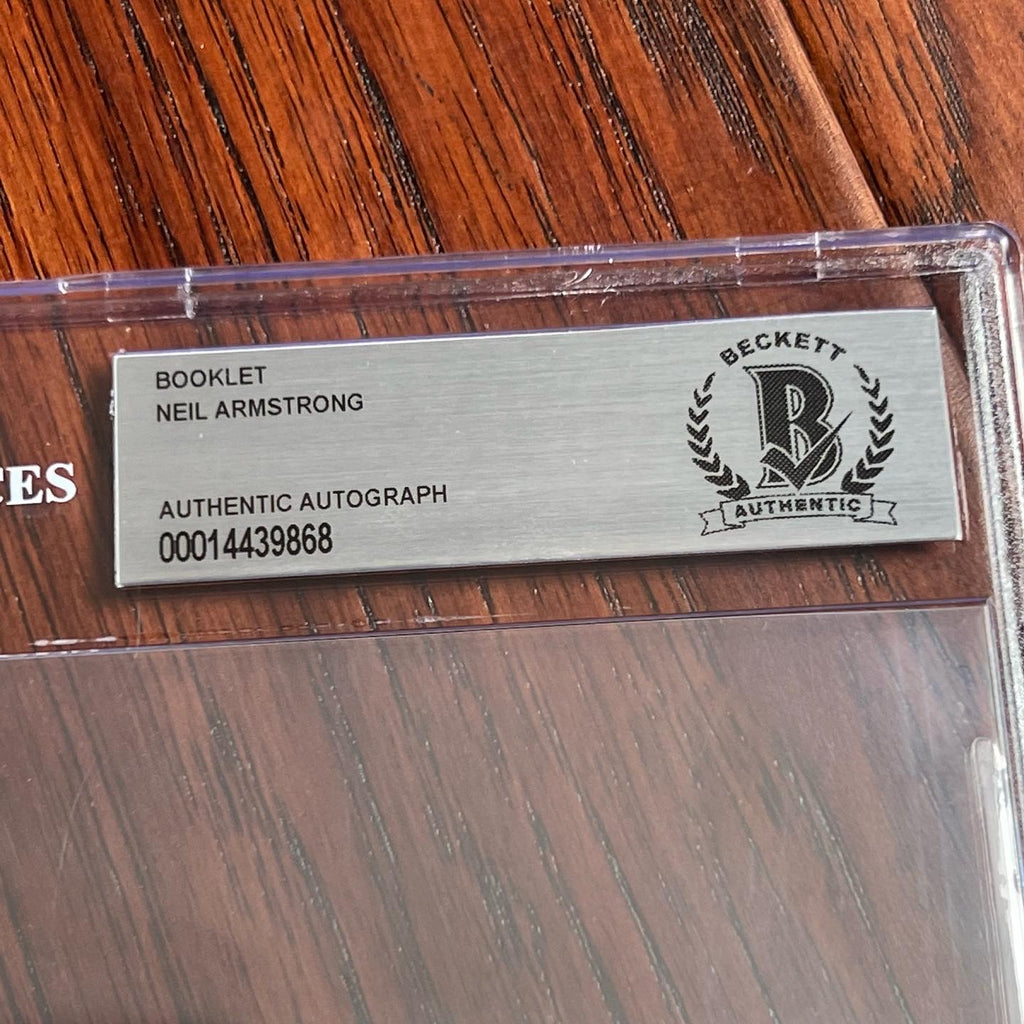 BOOKLET
NEIL ARMSTRONG
AUTHENTIC AUTOGRAPH
00014439868
BECKETT
B
AUTHENTIC
CES